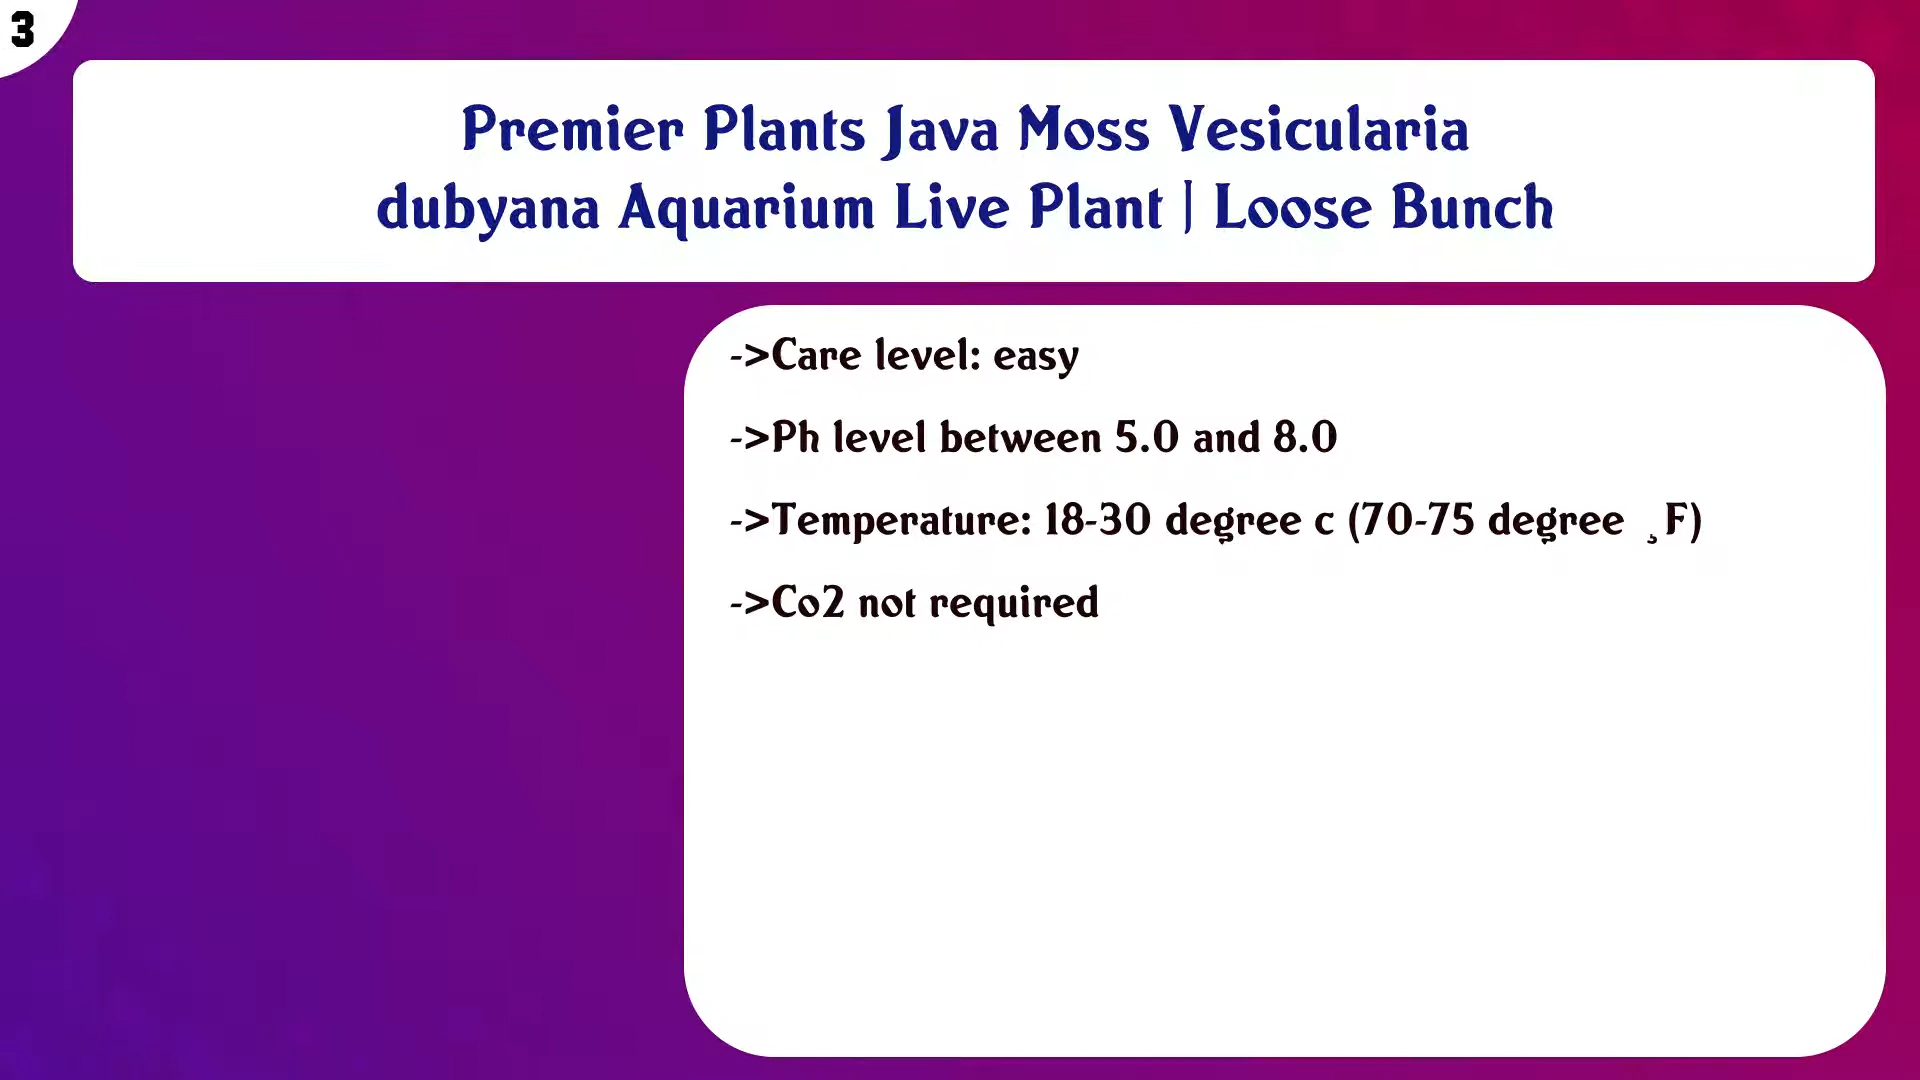 3
Premier Plants Java Moss Vesicularia
dubyana Aquarium Live Plant | Loose Bunch
->Care level: easy
->Ph level between 5.0 and 8.0
->Temperature: 18-30 degree c (70-75 degree ¸F)
->Co2 not required